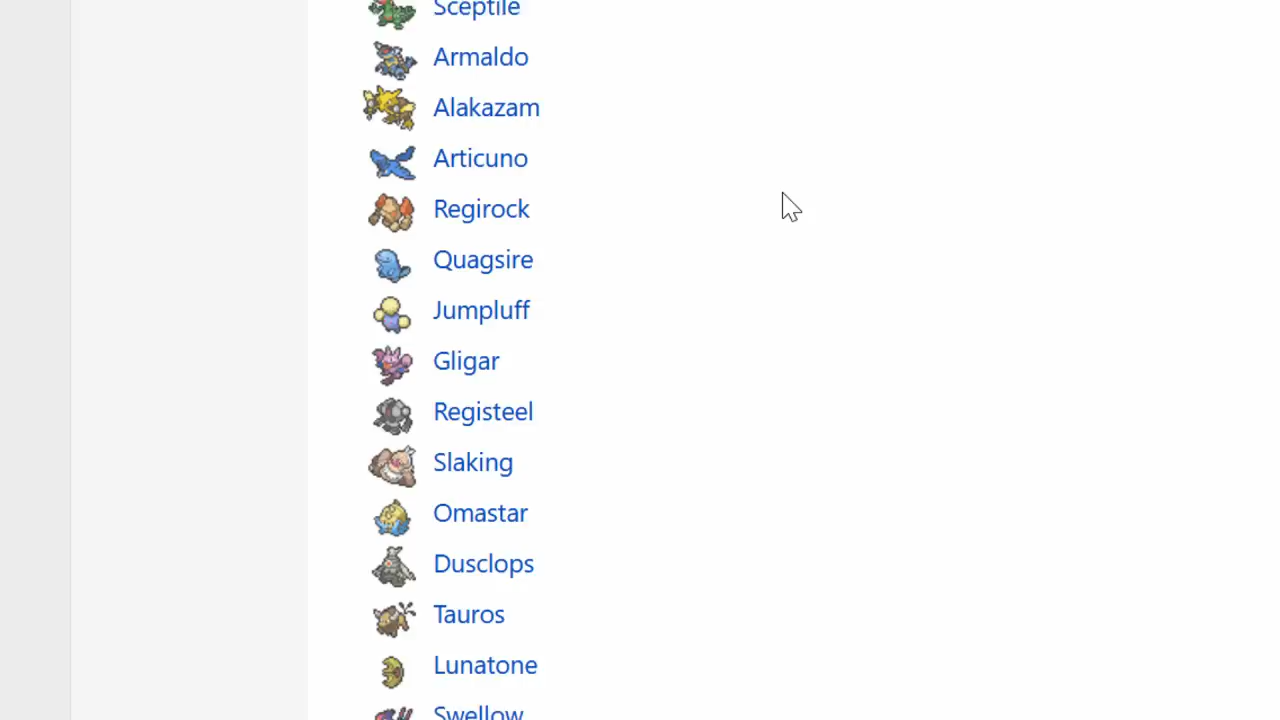 Sceptile
Armaldo
Alakazam
Articuno
Regirock
Quagsire
Jumpluff
Gligar
Registeel
Slaking
Omastar
Dusclops
Tauros
Lunatone
Swellow